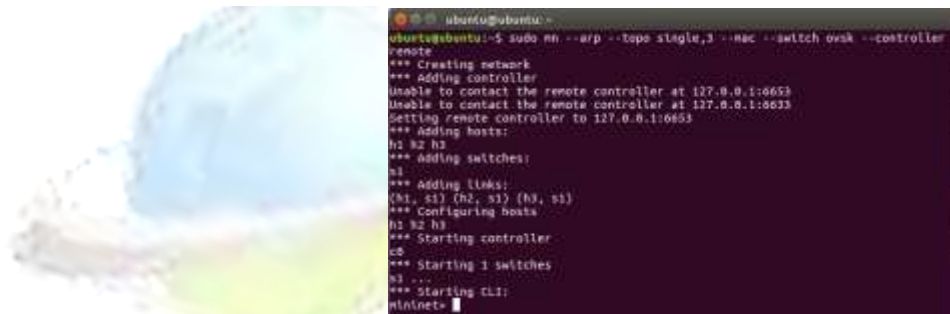 ubuntu@ubuntu: ~
ubuntu@ubuntu:~$ sudo mn --arp --topo single,3 --mac --switch ovsk --controller
remote
*** Creating network
*** Adding controller
Unable to contact the remote controller at 127.0.0.1:6653
Unable to contact the remote controller at 127.0.0.1:6633
Setting remote controller to 127.0.0.1:6653
*** Adding hosts:
h1 h2 h3
*** Adding switches:
s1
*** Adding links:
(h1, s1) (h2, s1) (h3, s1)
*** Configuring hosts
h1 h2 h3
*** Starting controller
c0
*** Starting 1 switches
s1 ...
*** Starting CLI:
mininet>